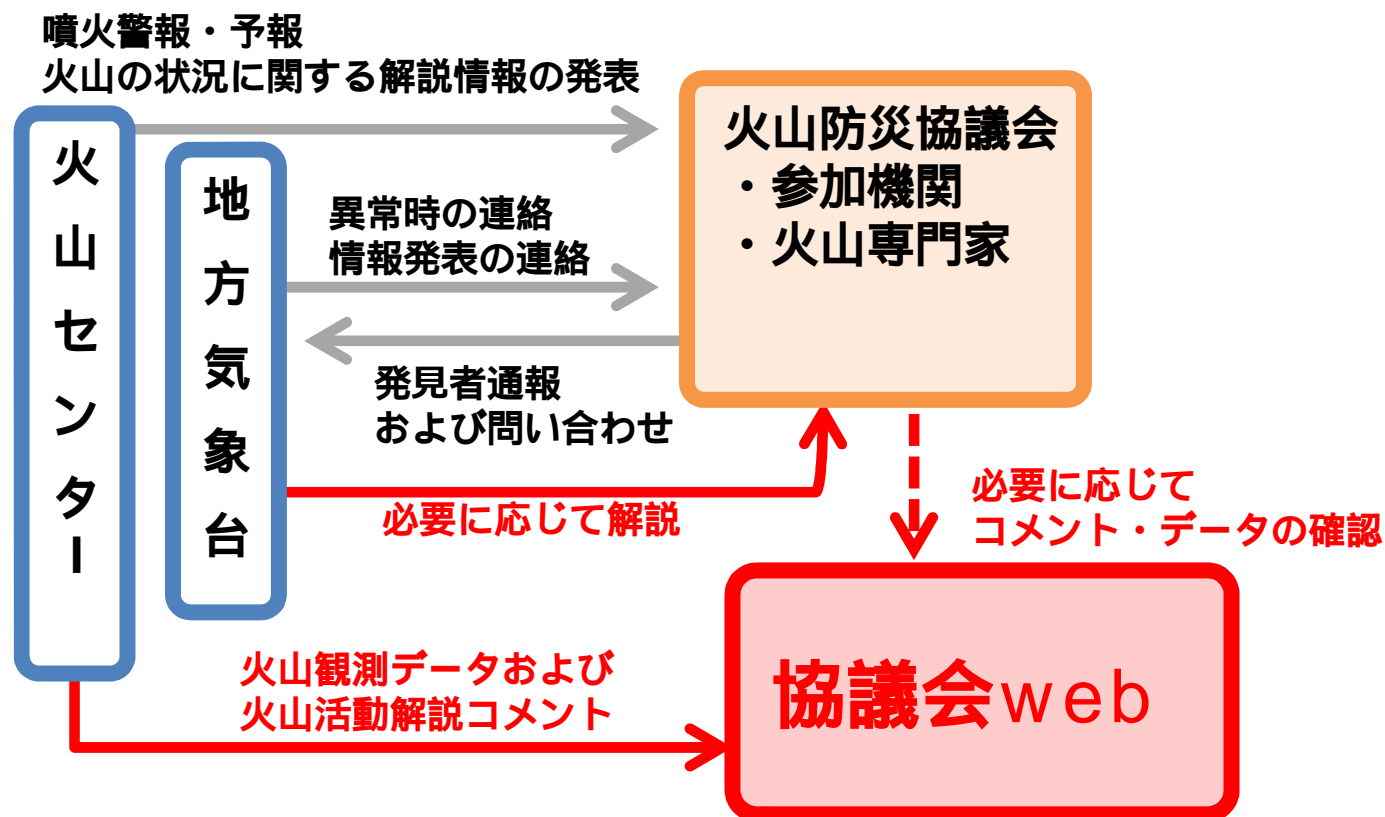 噴火警報・予報
火山の状況に関する解説情報の発表
火山センター
地方気象台
火山防災協議会
・参加機関
・火山専門家
異常時の連絡
情報発表の連絡
発見者通報
および問い合わせ
必要に応じて解説
必要に応じて
コメント・データの確認
火山観測データおよび
火山活動解説コメント
協議会web